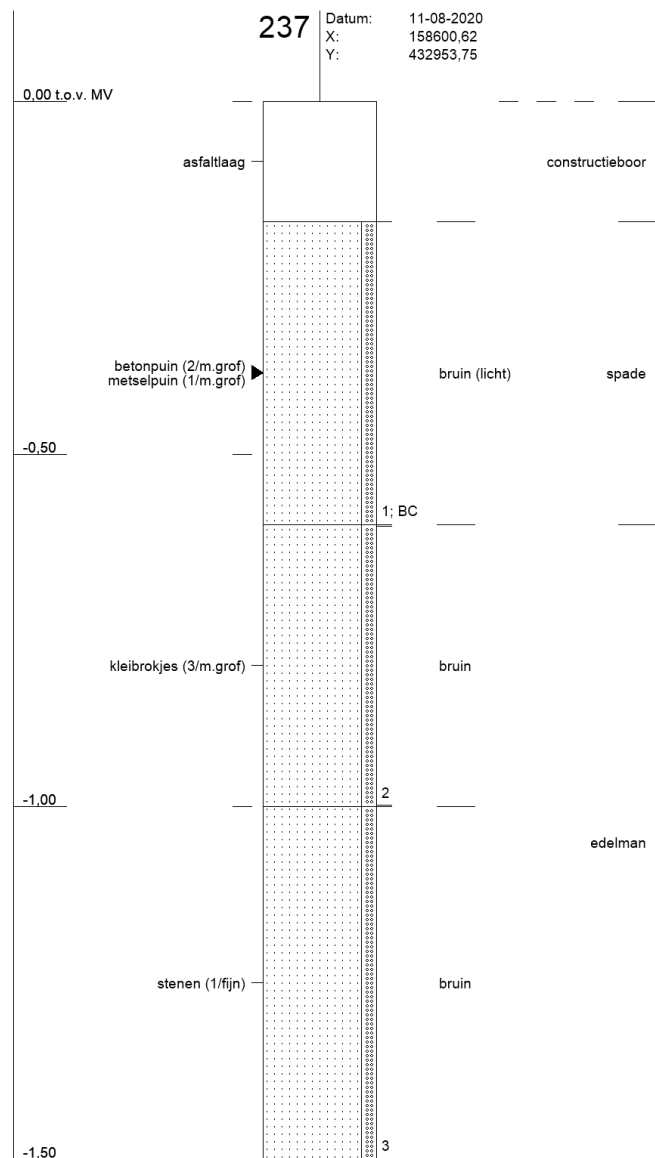 237
Datum: 11-08-2020
X: 158600,62
Y: 432953,75
0,00 t.o.v. MV
asfaltlaag
constructieboor
betonpuin (2/m.grof)
metselpuin (1/m.grof)
bruin (licht)
spade
-0,50
1; BC
kleibrokjes (3/m.grof)
bruin
2
-1,00
edelman
stenen (1/fijn)
bruin
3
-1.50